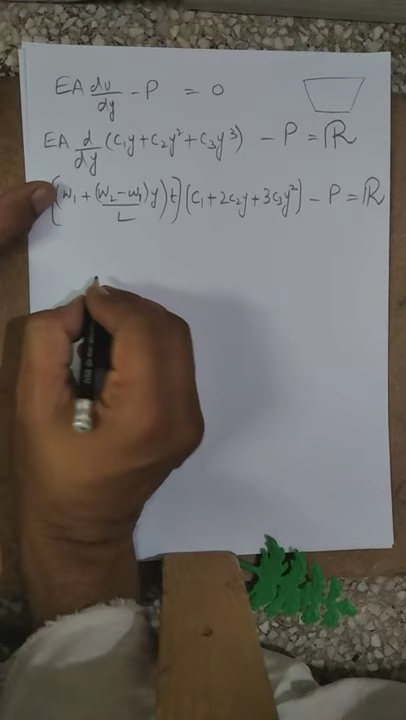 EA du/dy - P = 0
EA d/dy (C₁y + C₂y² + C₃y³) - P = R
[(W₁ + (W₂ - W₁)/L y) t] (C₁ + 2C₂y + 3C₃y²) - P = R